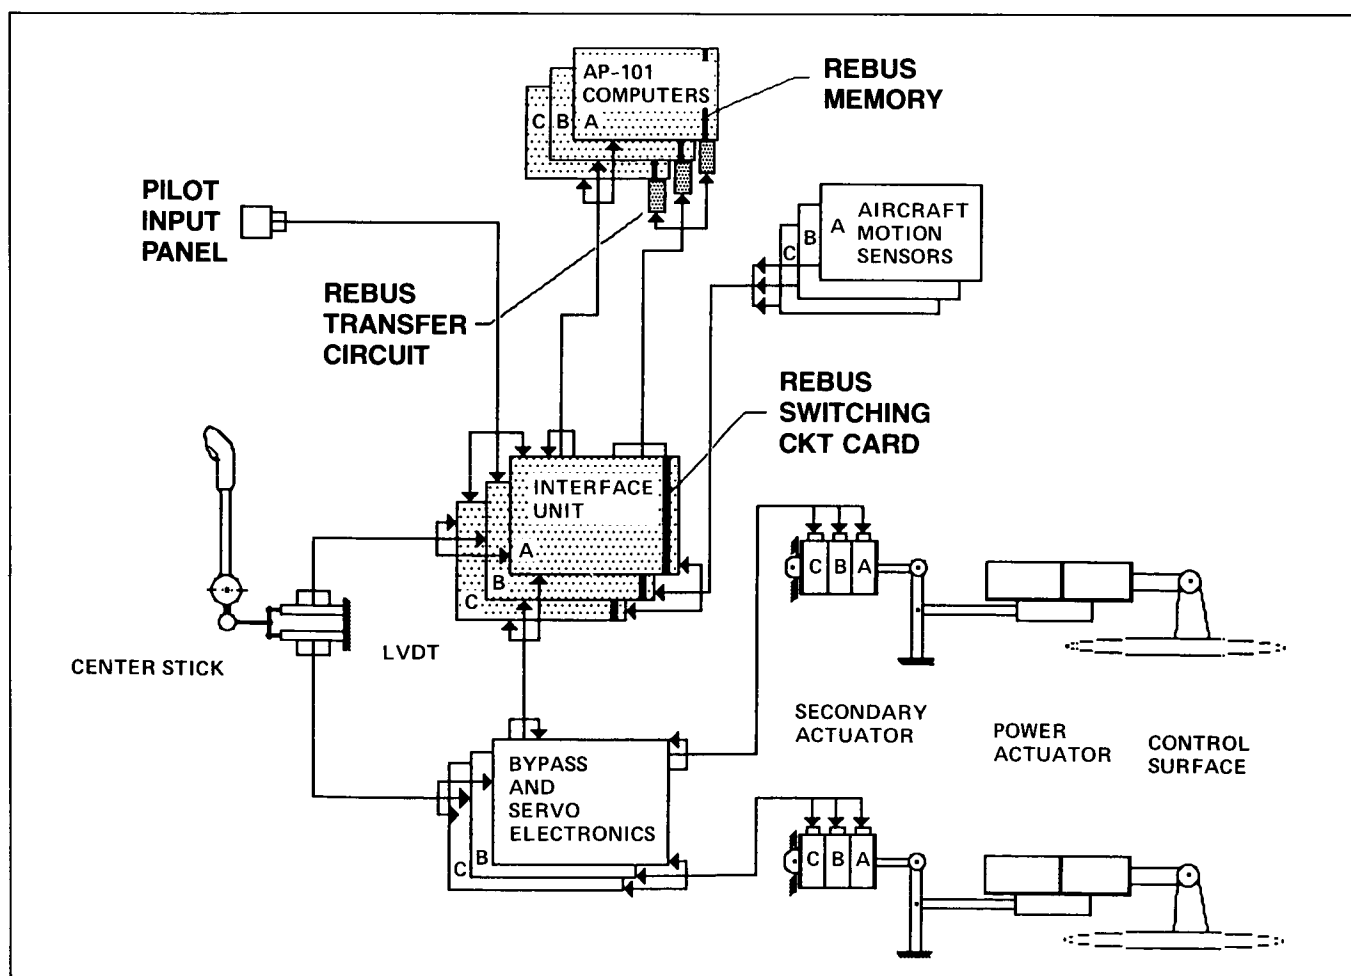 AP-101
COMPUTERS
C
B
A
REBUS
MEMORY
PILOT
INPUT
PANEL
A
B
C
AIRCRAFT
MOTION
SENSORS
REBUS
TRANSFER
CIRCUIT
REBUS
SWITCHING
CKT CARD
INTERFACE
UNIT
A
B
C
C B A
CENTER STICK
LVDT
SECONDARY
ACTUATOR
POWER
ACTUATOR
CONTROL
SURFACE
BYPASS
AND
SERVO
ELECTRONICS
B
C
C B A